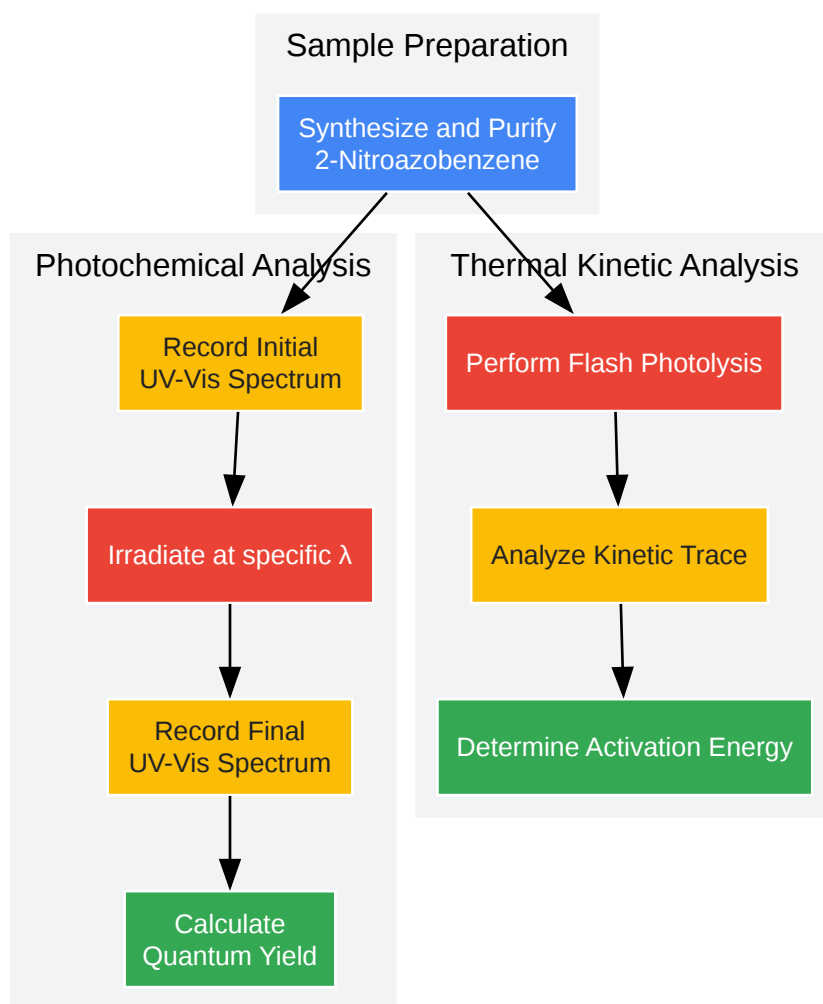 Sample Preparation
Synthesize and Purify
2-Nitroazobenzene
Photochemical Analysis
Record Initial
UV-Vis Spectrum
Irradiate at specific λ
Record Final
UV-Vis Spectrum
Calculate
Quantum Yield
Thermal Kinetic Analysis
Perform Flash Photolysis
Analyze Kinetic Trace
Determine Activation Energy